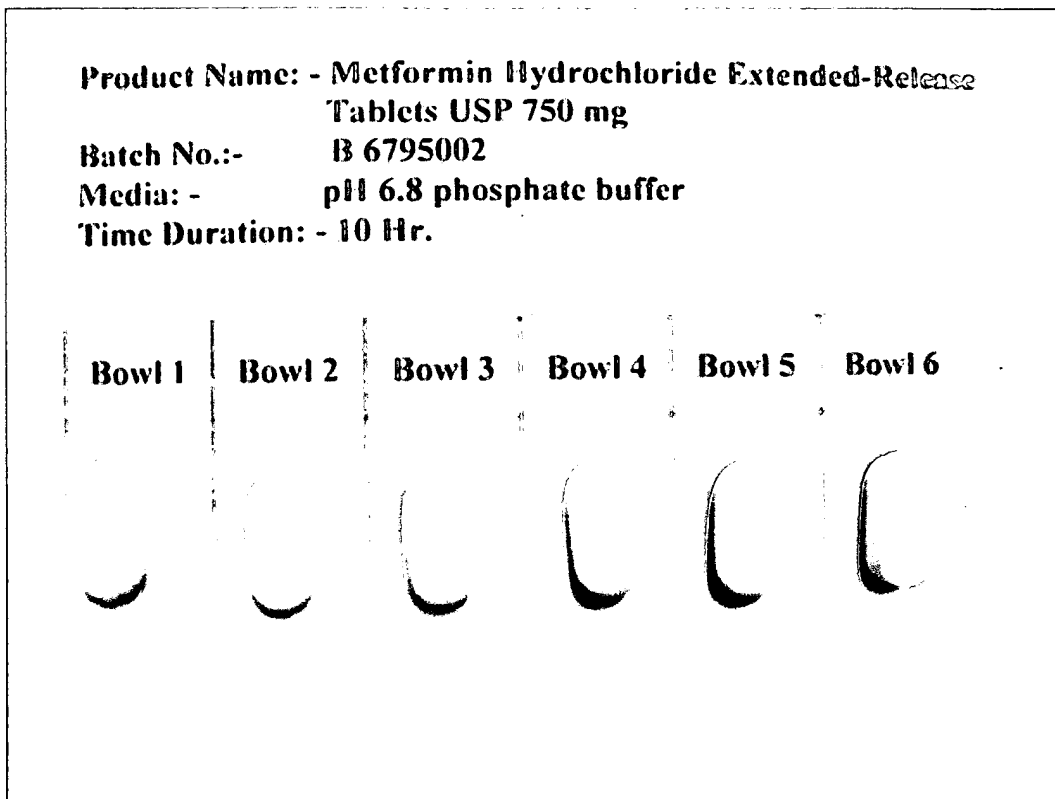 Product Name: - Metformin Hydrochloride Extended-Release
Tablets USP 750 mg
Batch No.:- B 6795002
Media: - pH 6.8 phosphate buffer
Time Duration: - 10 Hr.
Bowl 1 Bowl 2 Bowl 3 Bowl 4 Bowl 5 Bowl 6